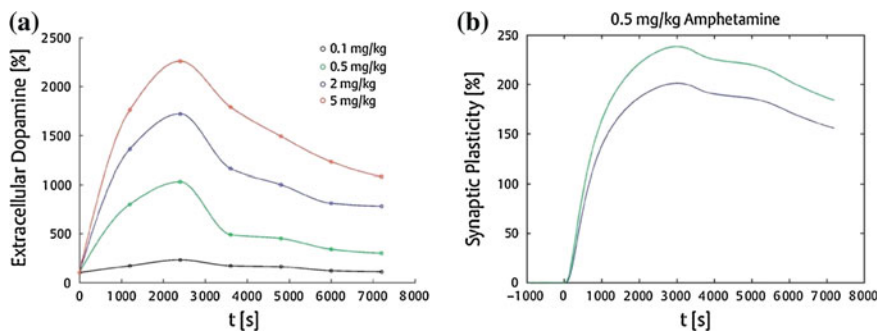 (a)
Extracellular Dopamine [%]
2500
2000
1500
1000
500
0
0 1000 2000 3000 4000 5000 6000 7000 8000
t [s]
0.1 mg/kg
0.5 mg/kg
2 mg/kg
5 mg/kg
(b)
0.5 mg/kg Amphetamine
Synaptic Plasticity [%]
250
200
150
100
50
0
-1000 0 1000 2000 3000 4000 5000 6000 7000 8000
t [s]